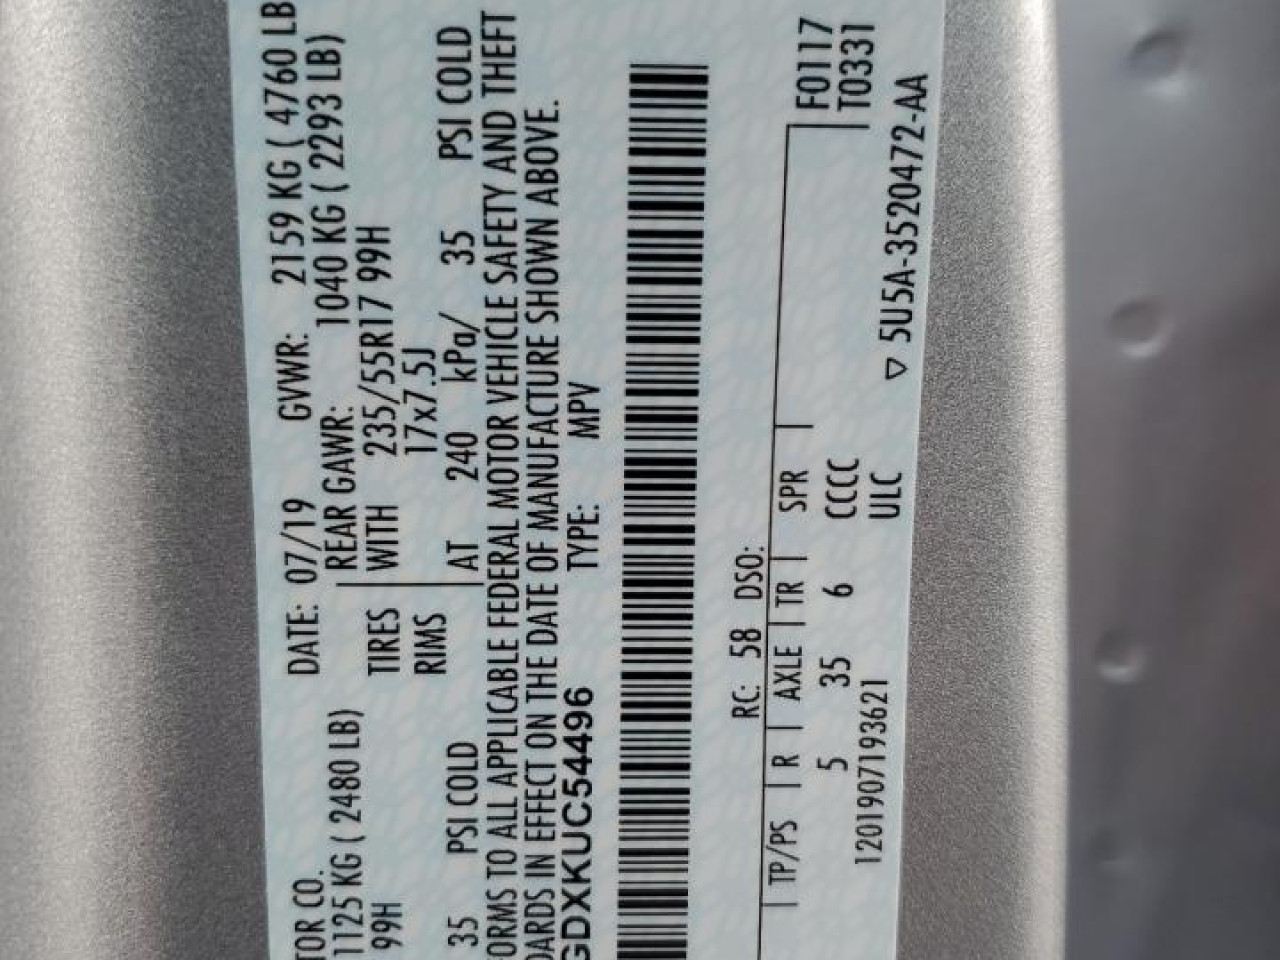 TOR CO. DATE: 07/19 GVWR: 2159 KG ( 4760 LB
1125 KG ( 2480 LB) REAR GAWR: 1040 KG ( 2293 LB)
99H TIRES WITH 235/55R17 99H
RIMS 17x7.5J
35 PSI COLD AT 240 kPa/ 35 PSI COLD
ORMS TO ALL APPLICABLE FEDERAL MOTOR VEHICLE SAFETY AND THEFT
DARDS IN EFFECT ON THE DATE OF MANUFACTURE SHOWN ABOVE.
GDXKUC54496 TYPE: MPV
RC: 58 DSO:
TP/PS R AXLE TR SPR F0117
5 35 6 CCCC T0331
1201907193621 ULC
▽ 5U5A-3520472-AA